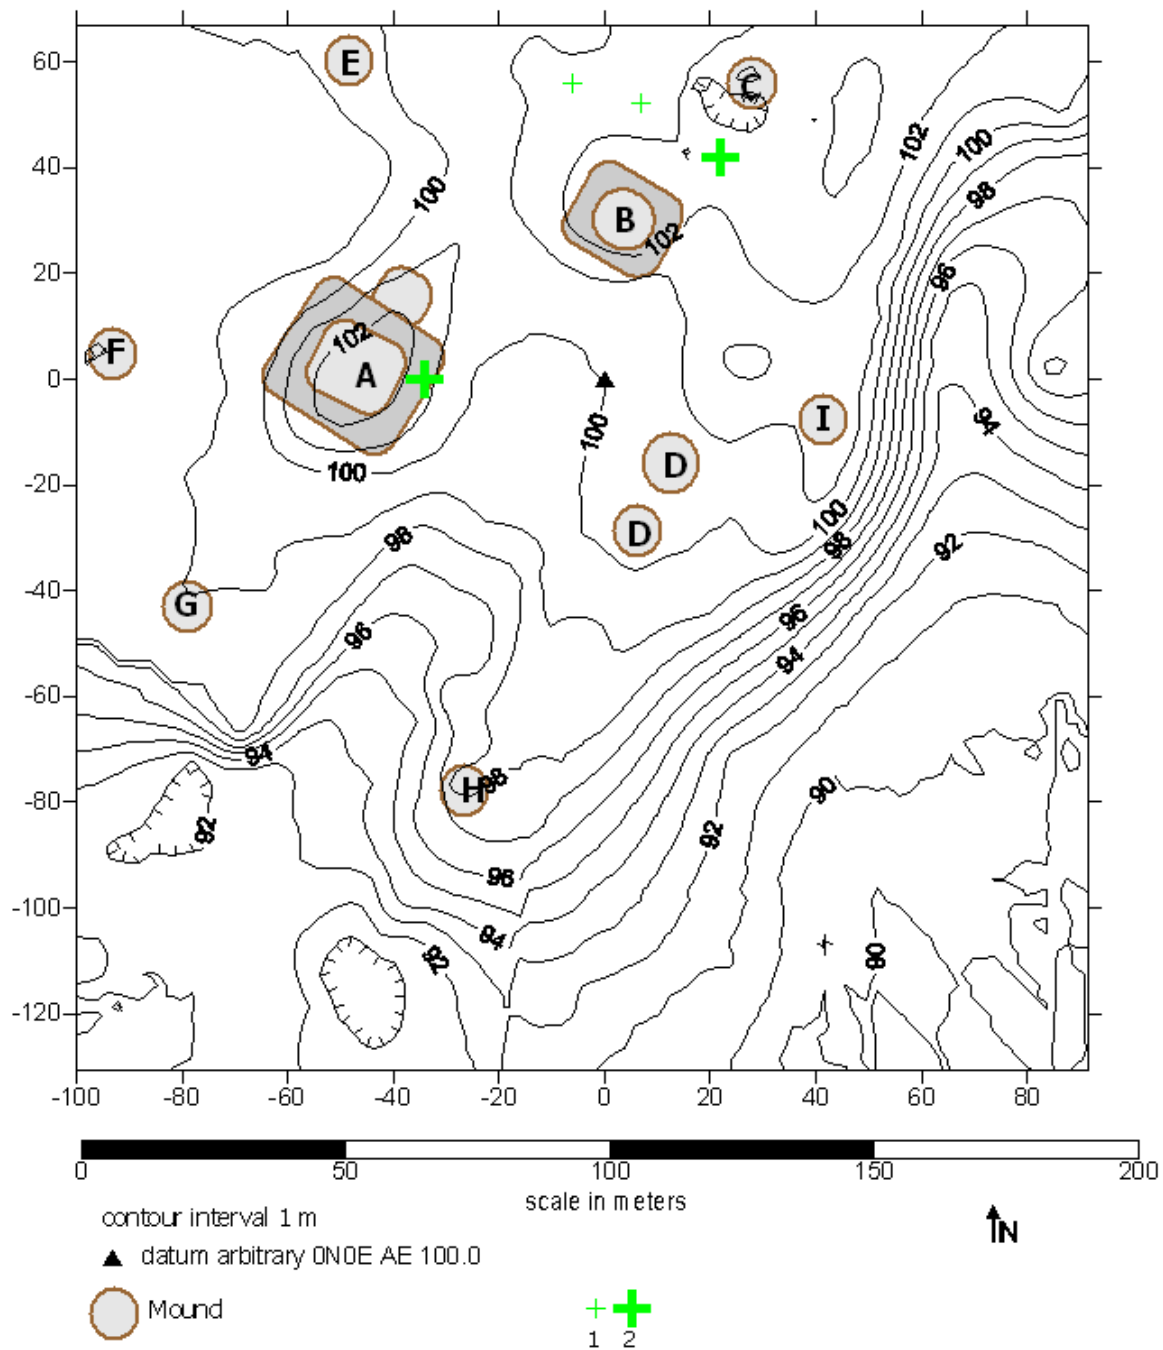 60
E
C
102
100
40
100
98
B
102
20
96
102
F
A
0
I
94
100
100
D
-20
100
D
98
98
92
-40
G
96
96
94
-60
94
98
H
-80
90
92
92
96
-100
94
92
90
-120
-100 -80 -60 -40 -20 0 20 40 60 80
0 50 100 150 200
scale in meters
contour interval 1 m
N
datum arbitrary 0N0E AE 100.0
Mound
1 2